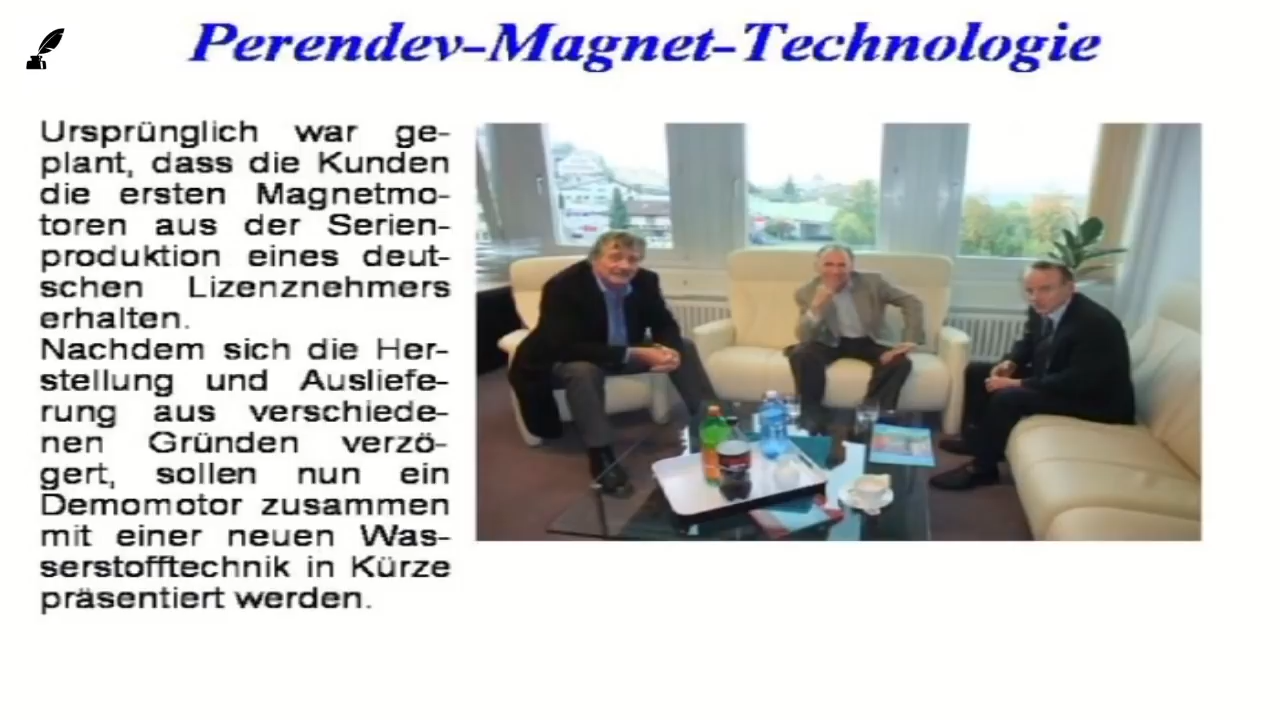 Perendev-Magnet-Technologie
Ursprünglich war ge-
plant, dass die Kunden
die ersten Magnetmo-
toren aus der Serien-
produktion eines deut-
schen Lizenznehmers
erhalten.
Nachdem sich die Her-
stellung und Ausliefe-
rung aus verschiede-
nen Gründen verzö-
gert, sollen nun ein
Demomotor zusammen
mit einer neuen Was-
serstofftechnik in Kürze
präsentiert werden.